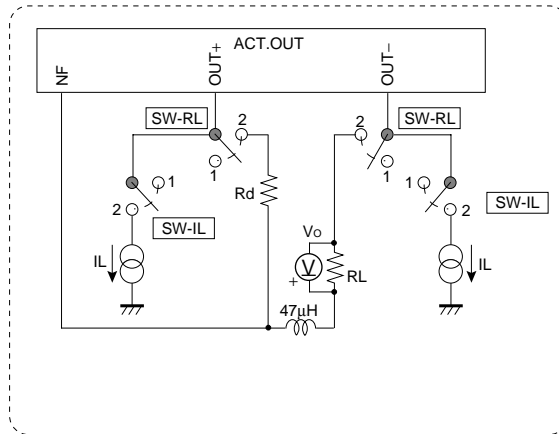 ACT.OUT
NF
OUT+
OUT−
SW-RL
2
1
2
SW-RL
1
1
2
SW-IL
Rd
1
2
SW-IL
IL
VO
V
+
RL
IL
47µH